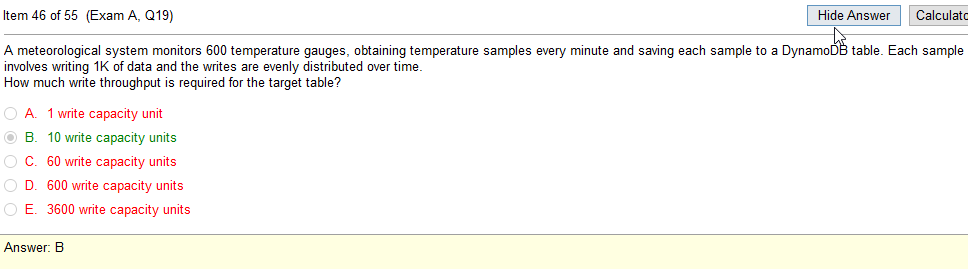 Item 46 of 55 (Exam A, Q19)
Hide Answer
Calculato
A meteorological system monitors 600 temperature gauges, obtaining temperature samples every minute and saving each sample to a DynamoDB table. Each sample
involves writing 1K of data and the writes are evenly distributed over time.
How much write throughput is required for the target table?
A. 1 write capacity unit
B. 10 write capacity units
C. 60 write capacity units
D. 600 write capacity units
E. 3600 write capacity units
Answer: B